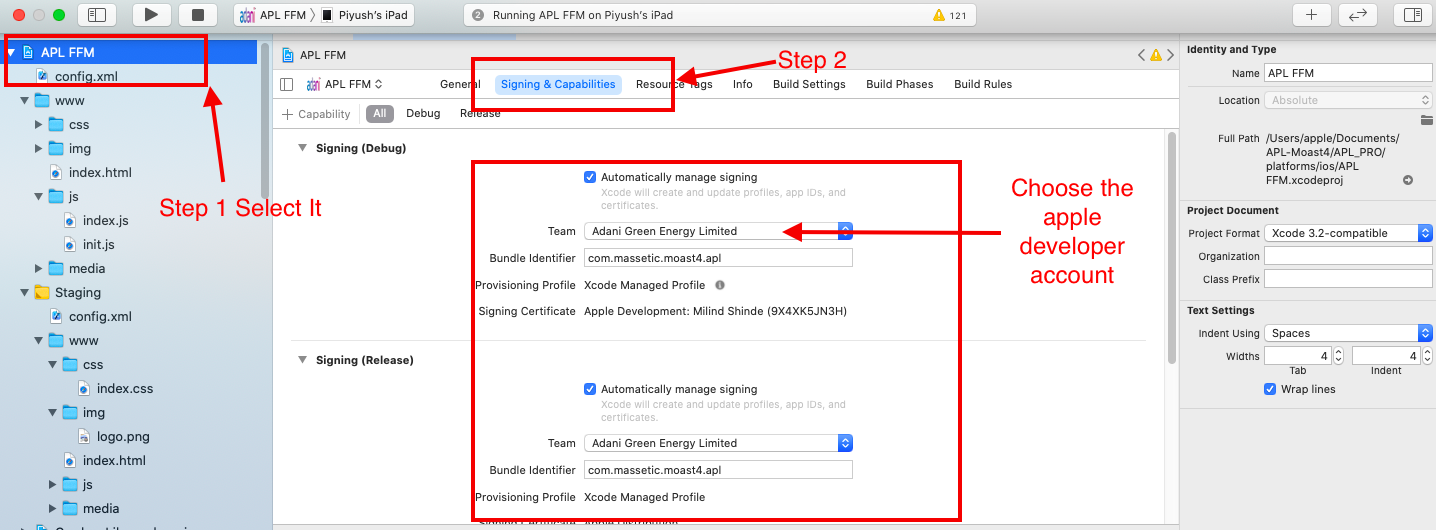 APL FFM
Piyush's iPad
2 Running APL FFM on Piyush's iPad
121
APL FFM
config.xml
www
css
img
index.html
js
index.js
init.js
media
Staging
config.xml
www
css
index.css
img
logo.png
index.html
js
media
Step 1 Select It
APL FFM
Step 2
adani
APL FFM
General
Signing & Capabilities
Resource Tags
Info
Build Settings
Build Phases
Build Rules
+ Capability
All
Debug
Release
Signing (Debug)
Automatically manage signing
Xcode will create and update profiles, app IDs, and
certificates.
Team Adani Green Energy Limited
Bundle Identifier com.massetic.moast4.apl
Provisioning Profile Xcode Managed Profile
Signing Certificate Apple Development: Milind Shinde (9X4XK5JN3H)
Choose the
apple
developer
account
Signing (Release)
Automatically manage signing
Xcode will create and update profiles, app IDs, and
certificates.
Team Adani Green Energy Limited
Bundle Identifier com.massetic.moast4.apl
Provisioning Profile Xcode Managed Profile
Identity and Type
Name APL FFM
Location Absolute
Full Path /Users/apple/Documents/
APL-Moast4/APL_PRO/
platforms/ios/APL
FFM.xcodeproj
Project Document
Project Format Xcode 3.2-compatible
Organization
Class Prefix
Text Settings
Indent Using Spaces
Widths 4 4
Tab Indent
Wrap lines